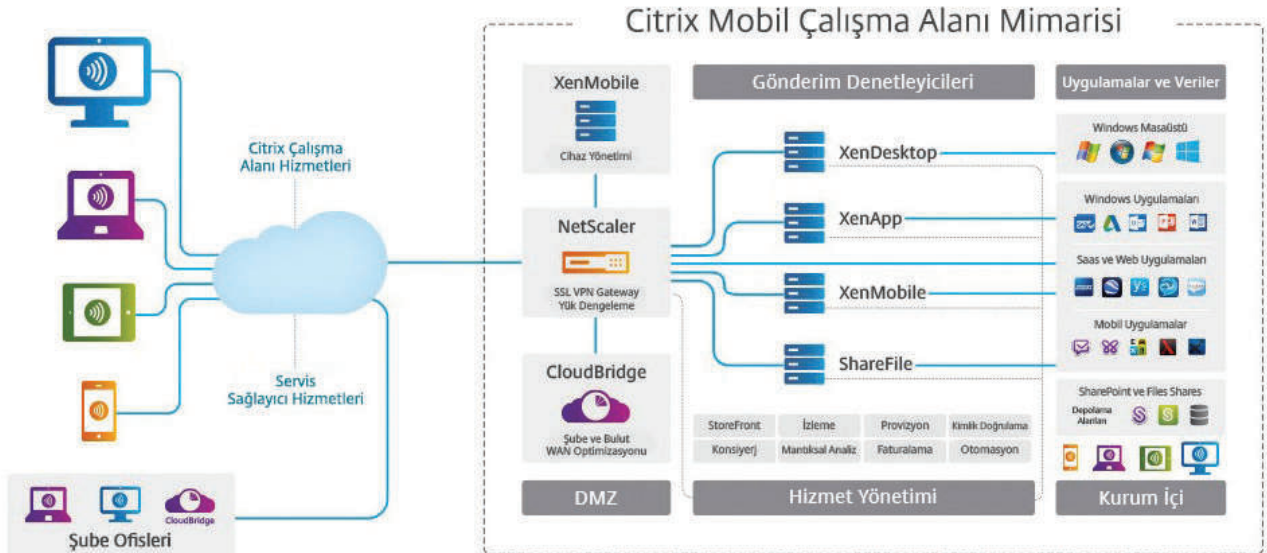 Citrix Mobil Çalışma Alanı Mimarisi
Citrix Çalışma
Alanı Hizmetleri
Servis
Sağlayıcı Hizmetleri
CloudBridge
Şube Ofisleri
XenMobile
Cihaz Yönetimi
NetScaler
SSL VPN Gateway
Yük Dengeleme
CloudBridge
Şube ve Bulut
WAN Optimizasyonu
DMZ
Gönderim Denetleyicileri
XenDesktop
XenApp
XenMobile
ShareFile
StoreFront
İzleme
Provizyon
Kimlik Doğrulama
Konsiyerj
Mantıksal Analiz
Faturalama
Otomasyon
Hizmet Yönetimi
Uygulamalar ve Veriler
Windows Masaüstü
Windows Uygulamaları
Saas ve Web Uygulamaları
Mobil Uygulamalar
SharePoint ve Files Shares
Depolama
Alanları
Kurum İçi